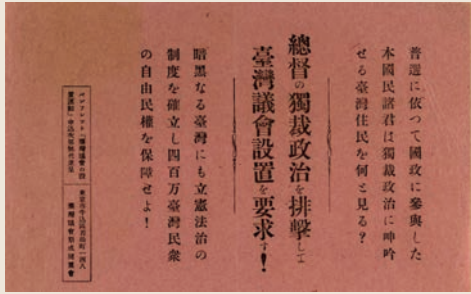 普選に依つて國政に參與した
本國民諸君は獨裁政治に呻吟
せる臺灣住民を何と見る？
總督の獨裁政治を排擊して
臺灣議會設置を要求す！
暗黑なる臺灣にも立憲法治の
制度を確立し四百万臺灣民衆
の自由民權を保障せよ！